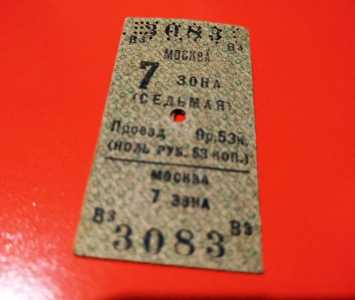 3083
ВЗ ВЗ
МОСКВА
7 ЗОНА
(СЕДЬМАЯ)
Проезд 0р.53к.
(НОЛЬ РУБ. 53 КОП.)
МОСКВА
7 ЗОНА
ВЗ ВЗ
3083